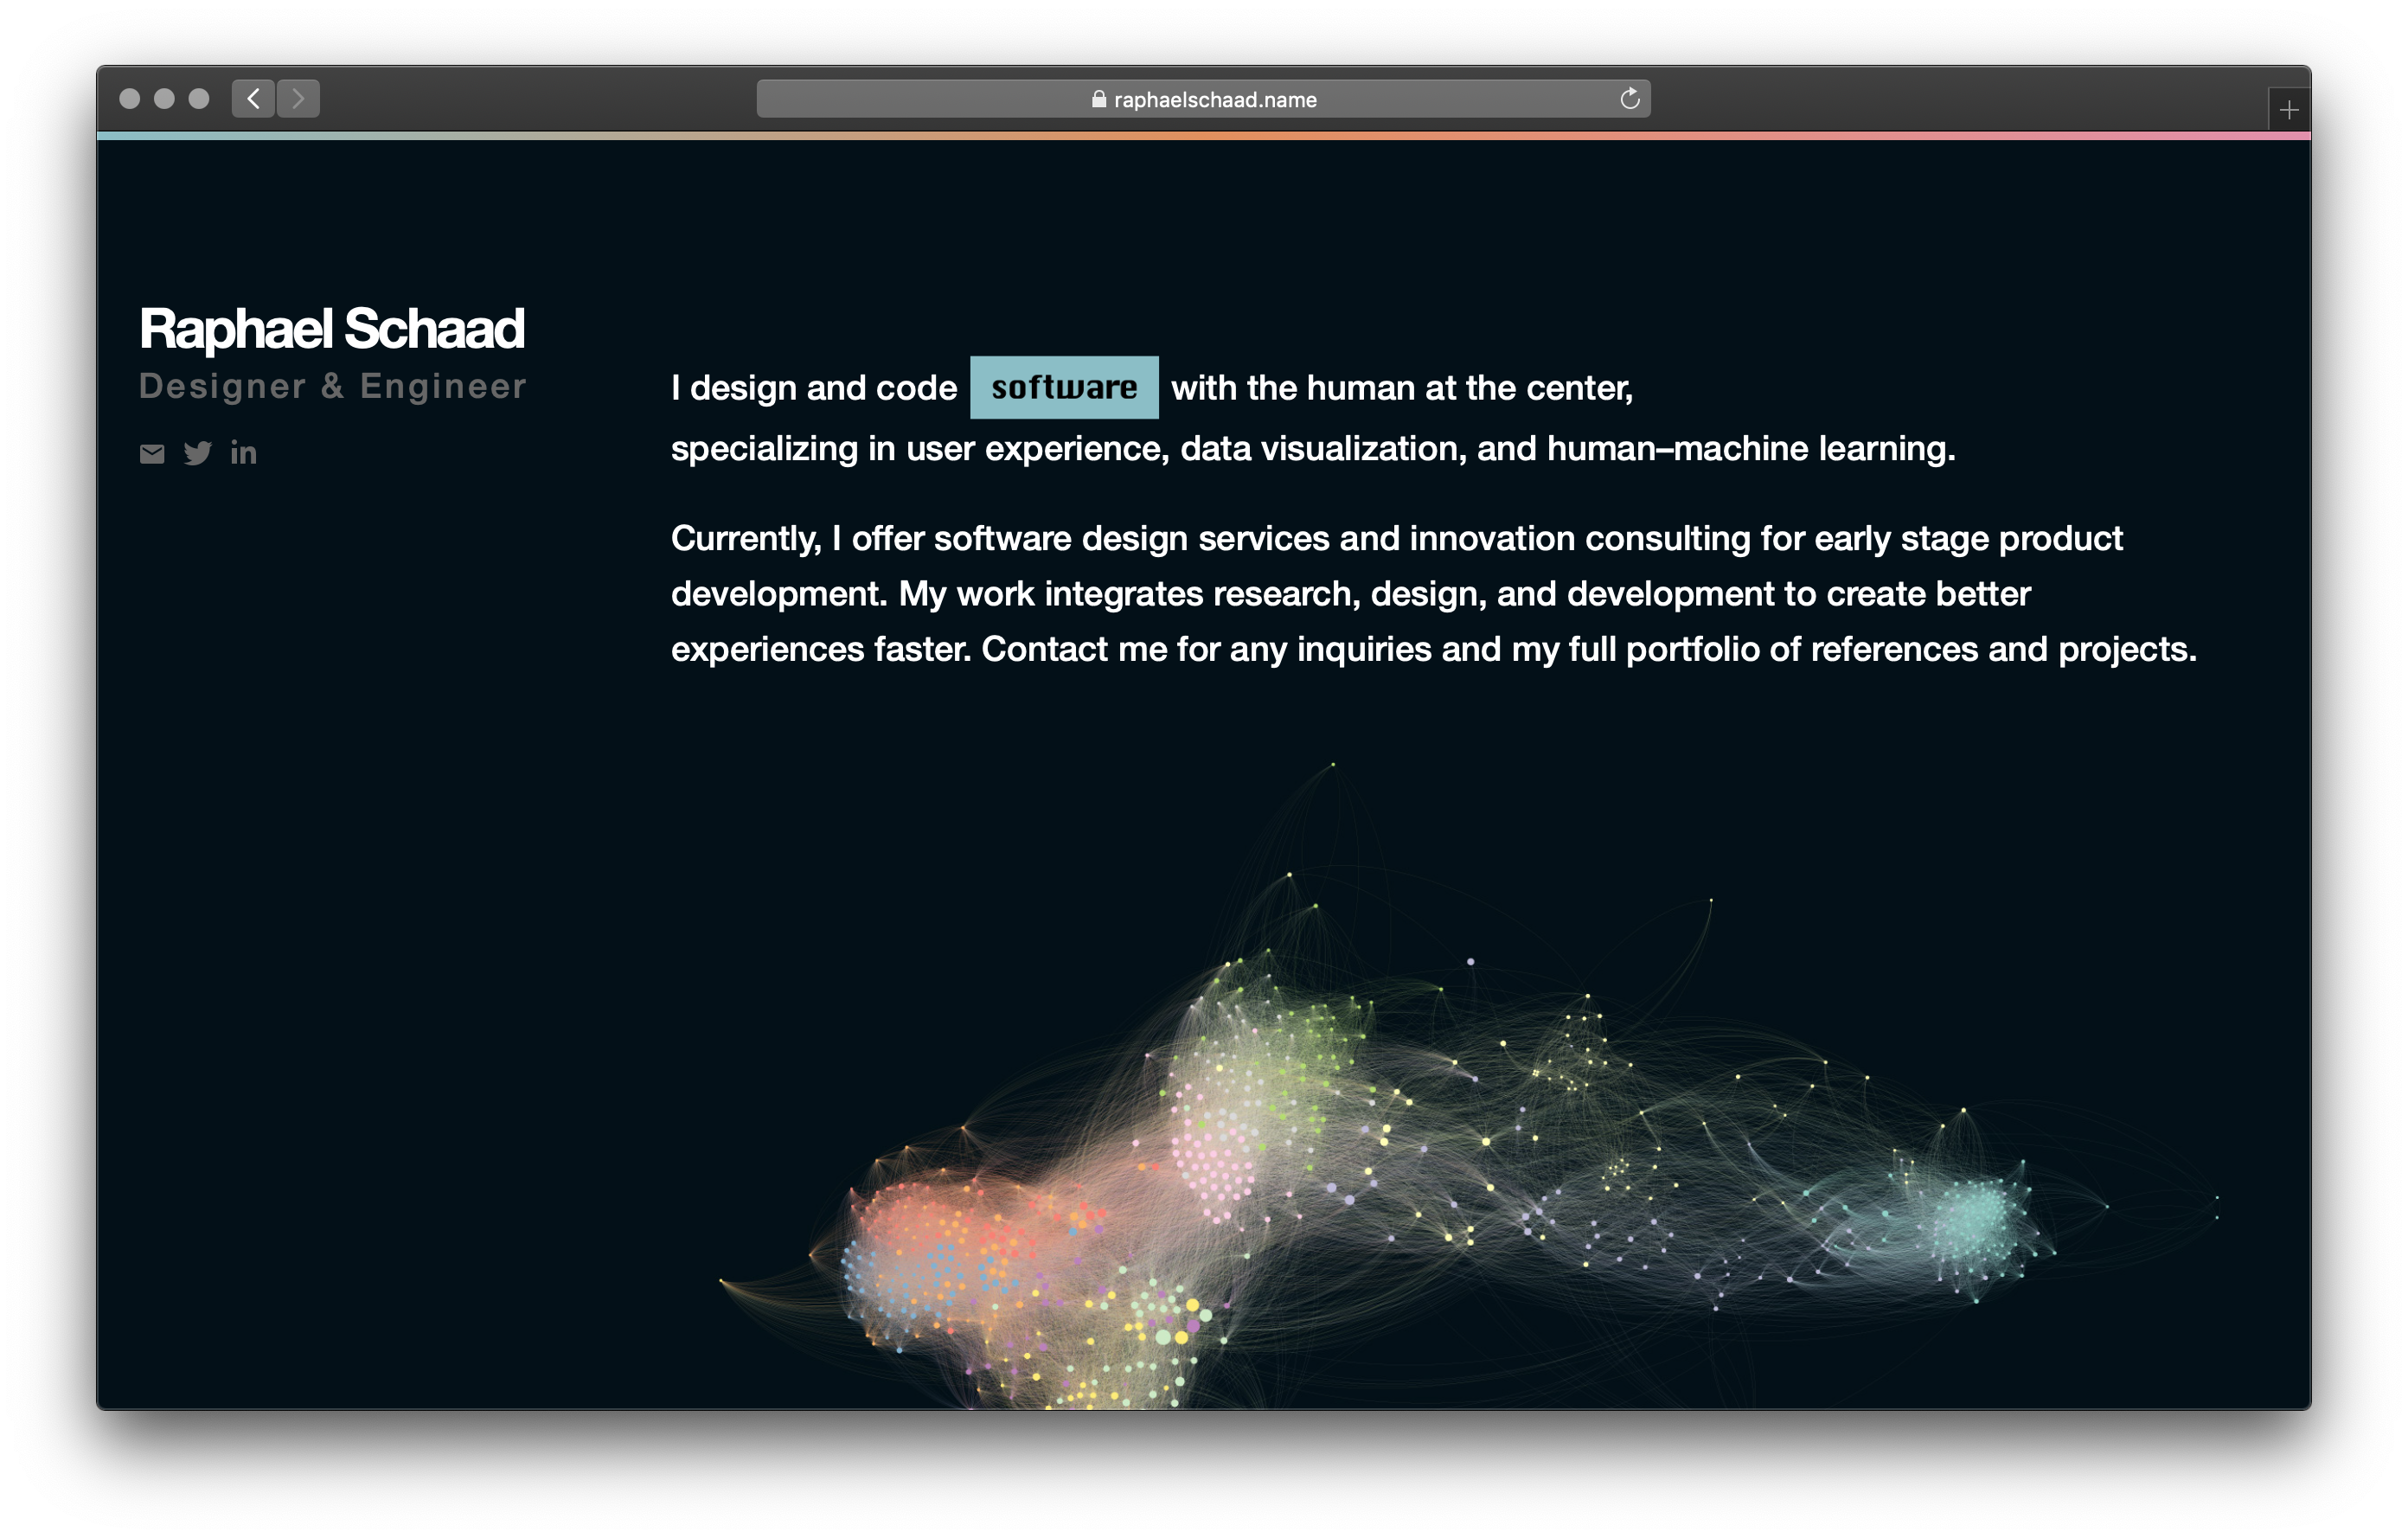 raphaelschaad.name
Raphael Schaad
Designer & Engineer
in
I design and code software with the human at the center,
specializing in user experience, data visualization, and human–machine learning.
Currently, I offer software design services and innovation consulting for early stage product
development. My work integrates research, design, and development to create better
experiences faster. Contact me for any inquiries and my full portfolio of references and projects.